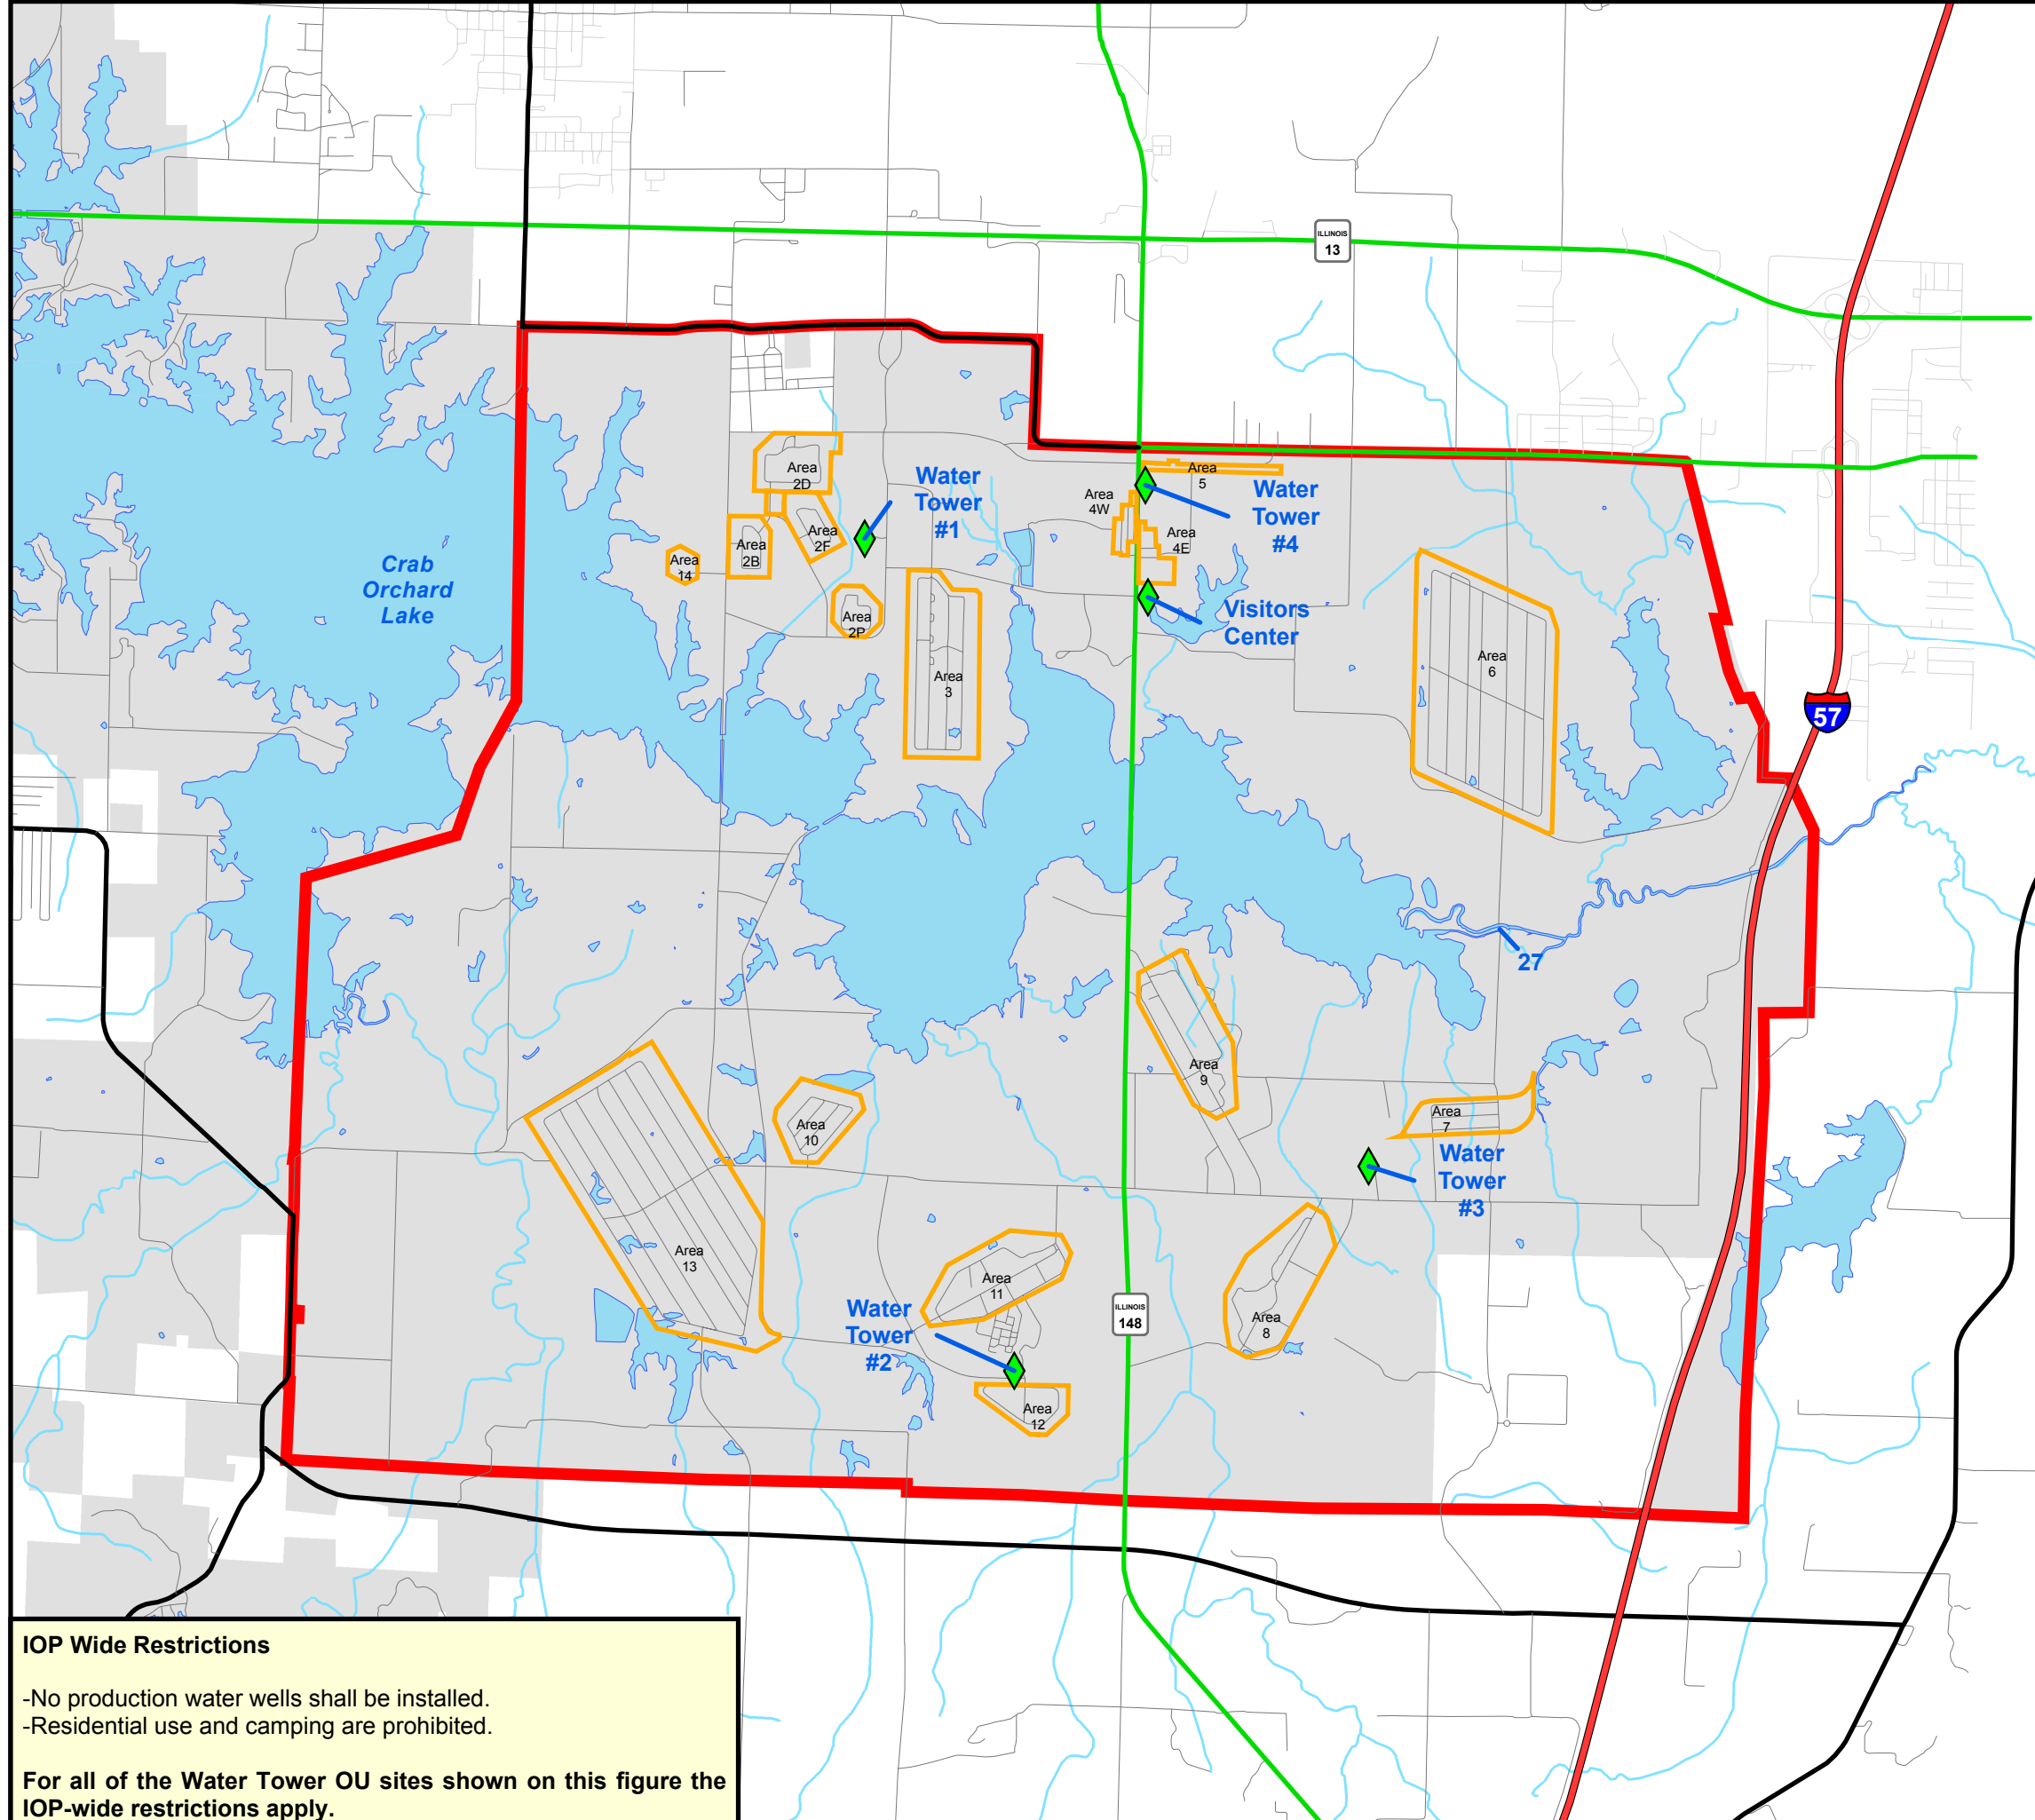 ILLINOIS
13
Area
2D
Water
Tower
#1
Area
5
Area
4W
Water
Tower
#4
Area
2F
Area
2B
Area
4E
Area
14
Crab
Orchard
Lake
Area
2P
Visitors
Center
Area
3
Area
6
57
27
Area
9
Area
7
Area
10
Water
Tower
#3
Area
13
Area
11
Water
Tower
#2
ILLINOIS
148
Area
8
Area
12
IOP Wide Restrictions
-No production water wells shall be installed.
-Residential use and camping are prohibited.
For all of the Water Tower OU sites shown on this figure the
IOP-wide restrictions apply.